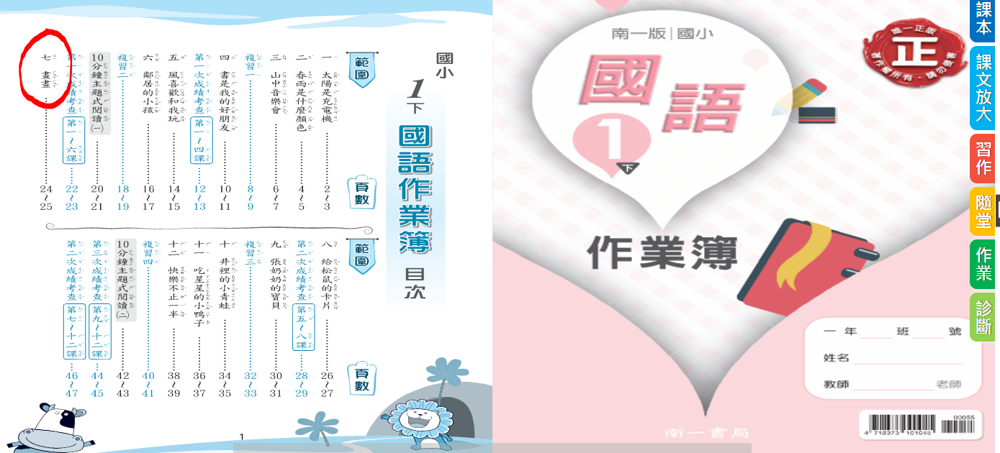 國小
1下
國語作業簿
目次
範圍
頁數
一 太陽是充電機 2~3
二 春雨是什麼顏色 4~5
三 山中音樂會 6~7
複習一 8~9
四 書是我的好朋友 10~11
第一次成績考查 第一~四課 12~13
五 風喜歡和我玩 14~15
六 鄰居的小孩 16~17
複習二 18~19
10分鐘主題式閱讀(一) 20~21
第一次成績考查 第一~六課 22~23
七 畫畫 24~25
範圍
頁數
八 給松鼠的卡片 26~27
第二次成績考查 第五~八課 28~29
九 張奶奶的寶貝 30~31
複習三 32~33
十 井裡的小青蛙 34~35
十一 吃星星的小鴨子 36~37
十二 快樂不止一半 38~39
複習四 40~41
10分鐘主題式閱讀(二) 42~43
第三次成績考查 第九~十二課 44~45
第二次成績考查 第七~十二課 46~47
1
南一版|國小
國語
1下
作業簿
唯一正版
正
著作權所有·請勿侵害
一年 班 號
姓名
教師 老師
南一書局
00055
4 718373 101046
課本
課文放大
習作
隨堂
作業
診斷